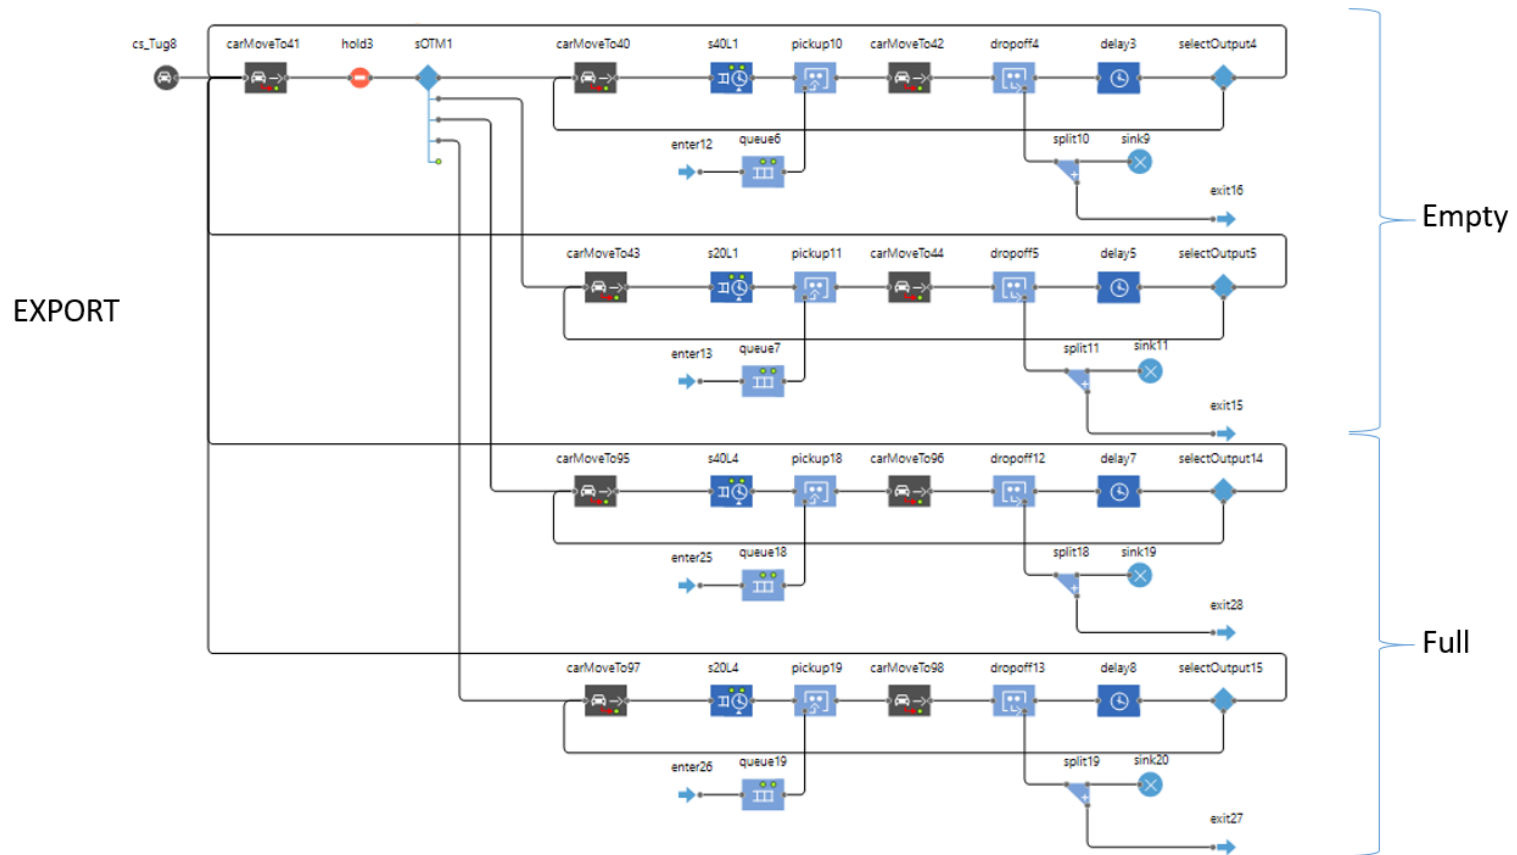 cs_Tug8 carMoveTo41 hold3 sOTM1 carMoveTo40 s40L1 pickup10 carMoveTo42 dropoff4 delay3 selectOutput4
enter12 queue6 split10 sink9
exit16
Empty
carMoveTo43 s20L1 pickup11 carMoveTo44 dropoff5 delay5 selectOutput5
EXPORT
enter13 queue7 split11 sink11
exit15
carMoveTo95 s40L4 pickup18 carMoveTo96 dropoff12 delay7 selectOutput14
enter25 queue18 split18 sink19
exit28
Full
carMoveTo97 s20L4 pickup19 carMoveTo98 dropoff13 delay8 selectOutput15
enter26 queue19 split19 sink20
exit27